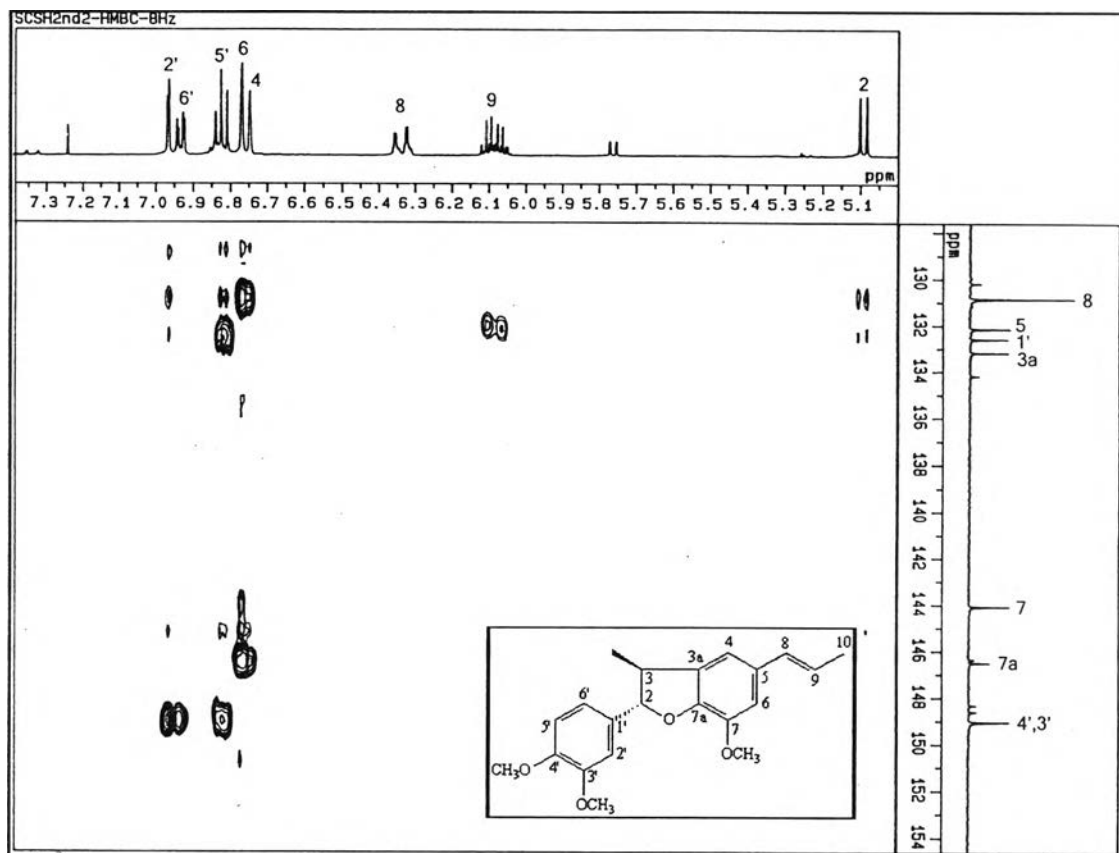 SCSH2nd2-HMBC-8Hz
2' 6' 5' 6 4 8 9 2
ppm
7.3 7.2 7.1 7.0 6.9 6.8 6.7 6.6 6.5 6.4 6.3 6.2 6.1 6.0 5.9 5.8 5.7 5.6 5.5 5.4 5.3 5.2 5.1
ppm
130
132
134
136
138
140
142
144
146
148
150
152
154
8
5
1'
3a
7
7a
4',3'
4 8 10
3a
3 5 9
6' 2 6
5' 1' O 7a 7
4' 2' OCH3
CH3O 3'
OCH3